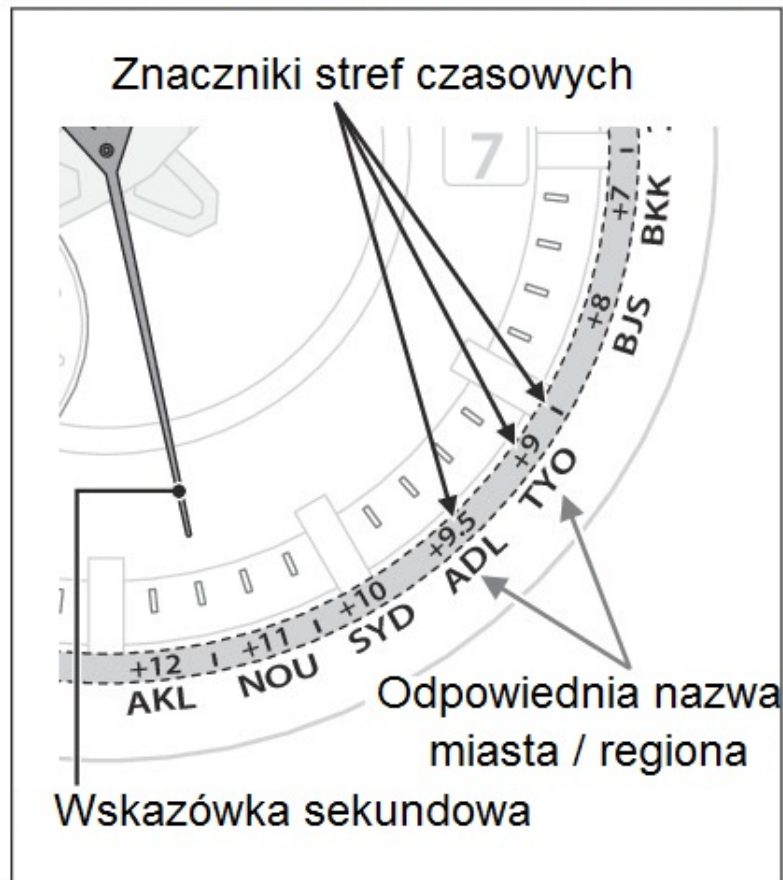 Znaczniki stref czasowych
7
+7
BKK
+8
BJS
+9
TYO
+9.5
ADL
+10
SYD
+11
NOU
+12
AKL
Odpowiednia nazwa
miasta / regiona
Wskazówka sekundowa